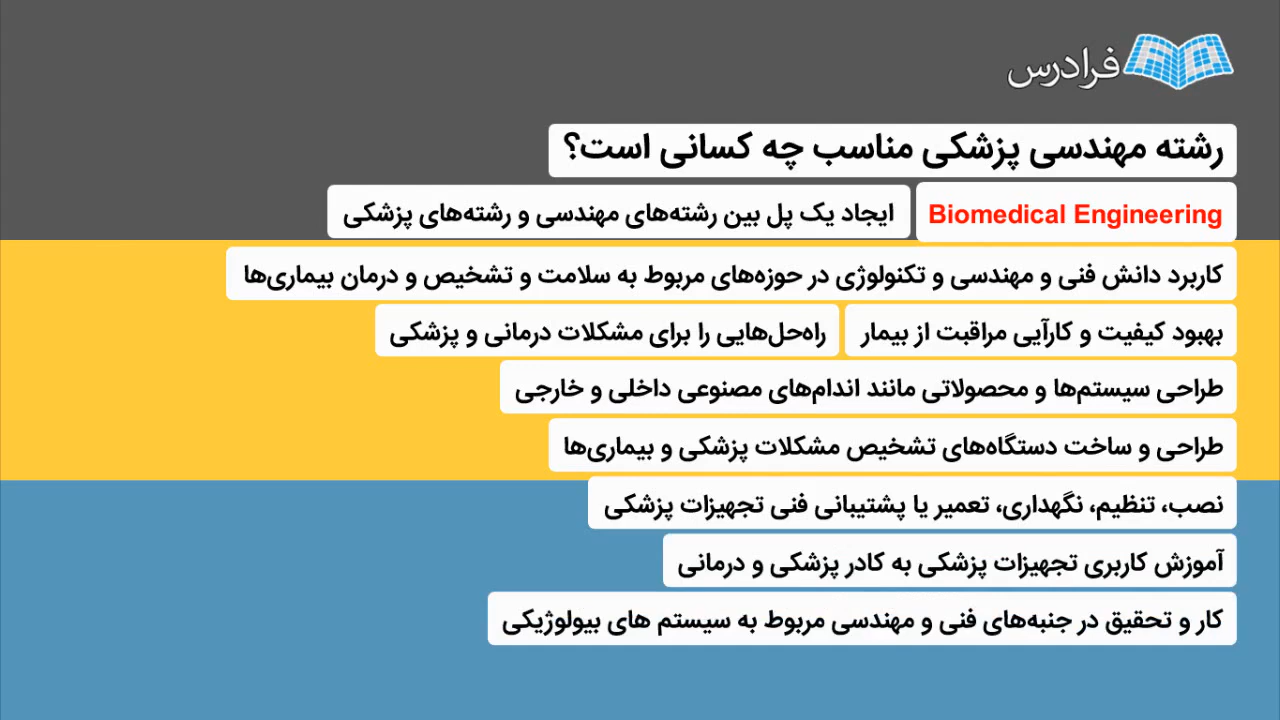 فرادرس
رشته مهندسی پزشکی مناسب چه کسانی است؟
Biomedical Engineering ایجاد یک پل بین رشته‌های مهندسی و رشته‌های پزشکی
کاربرد دانش فنی و مهندسی و تکنولوژی در حوزه‌های مربوط به سلامت و تشخیص و درمان بیماری‌ها
بهبود کیفیت و کارآیی مراقبت از بیمار راه‌حل‌هایی را برای مشکلات درمانی و پزشکی
طراحی سیستم‌ها و محصولاتی مانند اندام‌های مصنوعی داخلی و خارجی
طراحی و ساخت دستگاه‌های تشخیص مشکلات پزشکی و بیماری‌ها
نصب، تنظیم، نگهداری، تعمیر یا پشتیبانی فنی تجهیزات پزشکی
آموزش کاربری تجهیزات پزشکی به کادر پزشکی و درمانی
کار و تحقیق در جنبه‌های فنی و مهندسی مربوط به سیستم های بیولوژیکی